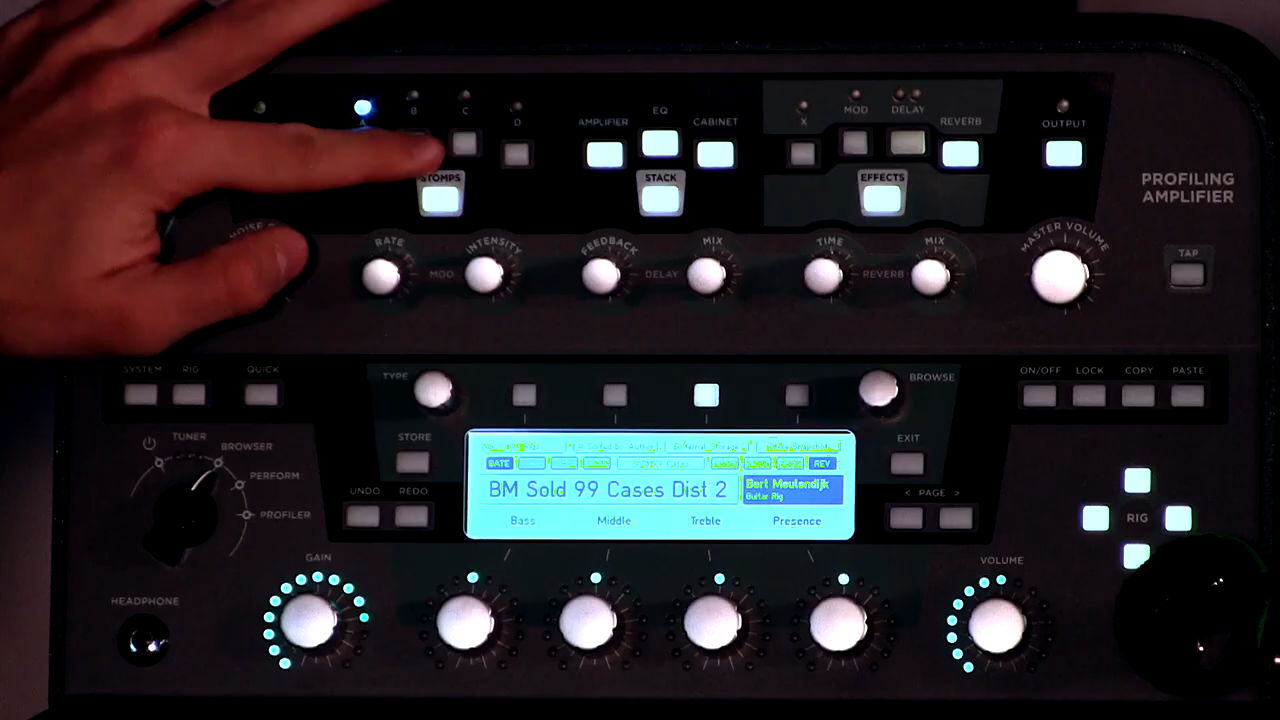 A B C D
AMPLIFIER EQ CABINET
X MOD DELAY REVERB
OUTPUT
STOMPS STACK EFFECTS
PROFILING
AMPLIFIER
RATE INTENSITY FEEDBACK MIX TIME MIX MASTER VOLUME
MOD DELAY REVERB
TAP
SYSTEM RIG QUICK
TYPE BROWSE
ON/OFF LOCK COPY PASTE
STORE EXIT
TUNER
BROWSER
PERFORM
PROFILER
UNDO REDO
< PAGE >
GATE REV
BM Sold 99 Cases Dist 2
Bert Meulendijk
Guitar Rig
Bass Middle Treble Presence
RIG
GAIN VOLUME
HEADPHONE